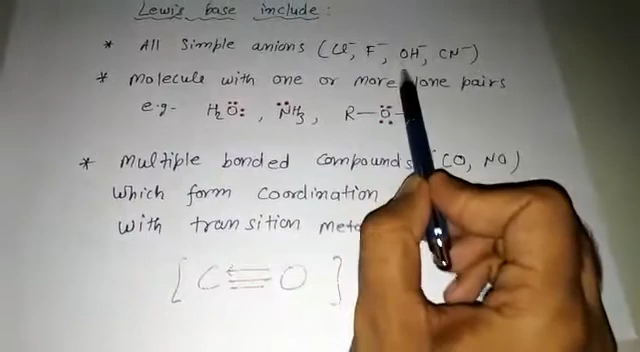 Lewis base include :
* All simple anions (Cl⁻, F⁻, OH⁻, CN⁻)
* Molecule with one or more lone pairs
e.g- H₂Ö:, N̈H₃, R—Ö—
* Multiple bonded compounds (CO, NO)
which form coordination
with transition
[C≡O]